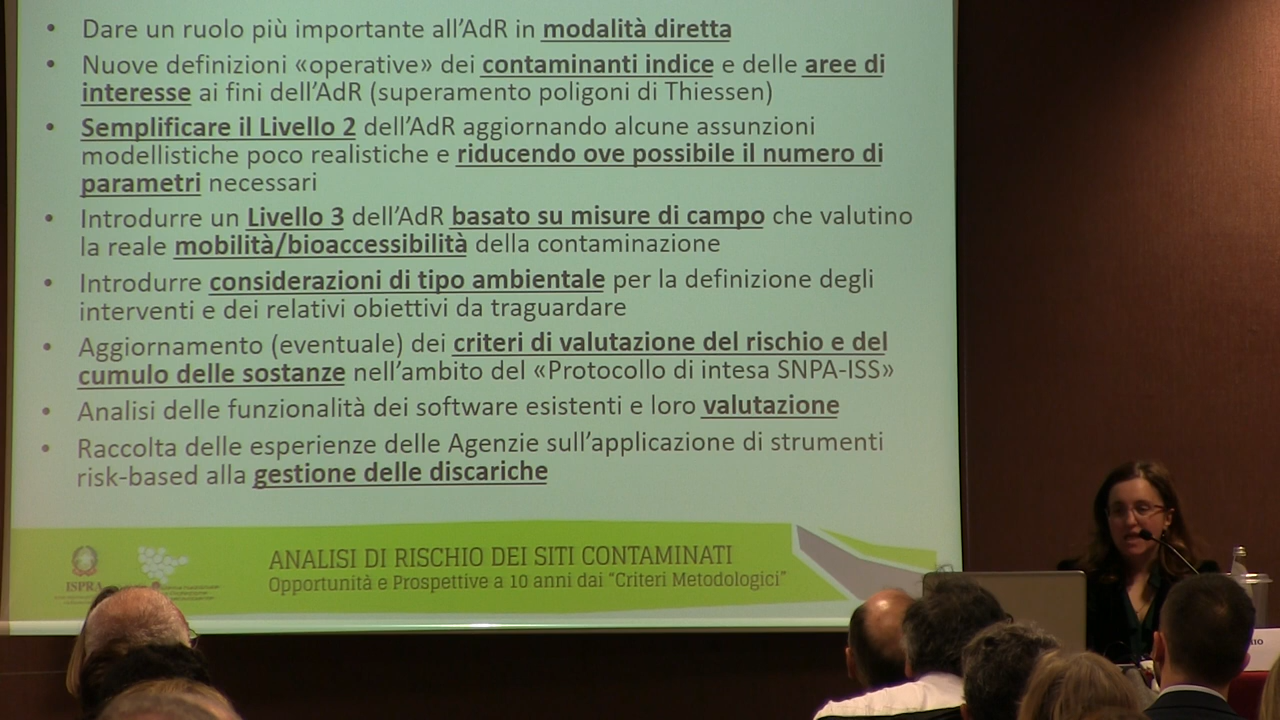 • Dare un ruolo più importante all'AdR in modalità diretta
• Nuove definizioni «operative» dei contaminanti indice e delle aree di
interesse ai fini dell'AdR (superamento poligoni di Thiessen)
• Semplificare il Livello 2 dell'AdR aggiornando alcune assunzioni
modellistiche poco realistiche e riducendo ove possibile il numero di
parametri necessari
• Introdurre un Livello 3 dell'AdR basato su misure di campo che valutino
la reale mobilità/bioaccessibilità della contaminazione
• Introdurre considerazioni di tipo ambientale per la definizione degli
interventi e dei relativi obiettivi da traguardare
• Aggiornamento (eventuale) dei criteri di valutazione del rischio e del
cumulo delle sostanze nell'ambito del «Protocollo di intesa SNPA-ISS»
• Analisi delle funzionalità dei software esistenti e loro valutazione
• Raccolta delle esperienze delle Agenzie sull'applicazione di strumenti
risk-based alla gestione delle discariche
ISPRA
ANALISI DI RISCHIO DEI SITI CONTAMINATI
Opportunità e Prospettive a 10 anni dai "Criteri Metodologici"